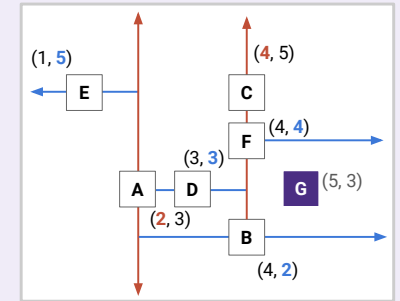 (4, 5)
(1, 5)
E
C
(4, 4)
F
(3, 3)
A
D
G
(5, 3)
(2, 3)
B
(4, 2)